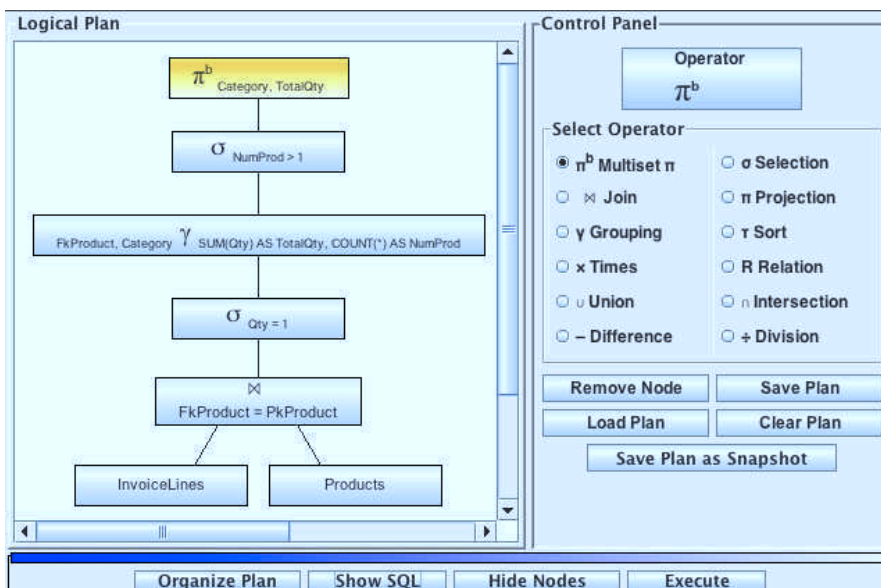 Logical Plan
π^b Category, TotalQty
σ NumProd > 1
FkProduct, Category γ SUM(Qty) AS TotalQty, COUNT(*) AS NumProd
σ Qty = 1
⋈
FkProduct = PkProduct
InvoiceLines Products
Control Panel
Operator
π^b
Select Operator
π^b Multiset π σ Selection
⋈ Join π Projection
γ Grouping τ Sort
x Times R Relation
∪ Union ∩ Intersection
– Difference ÷ Division
Remove Node Save Plan
Load Plan Clear Plan
Save Plan as Snapshot
Organize Plan Show SQL Hide Nodes Execute